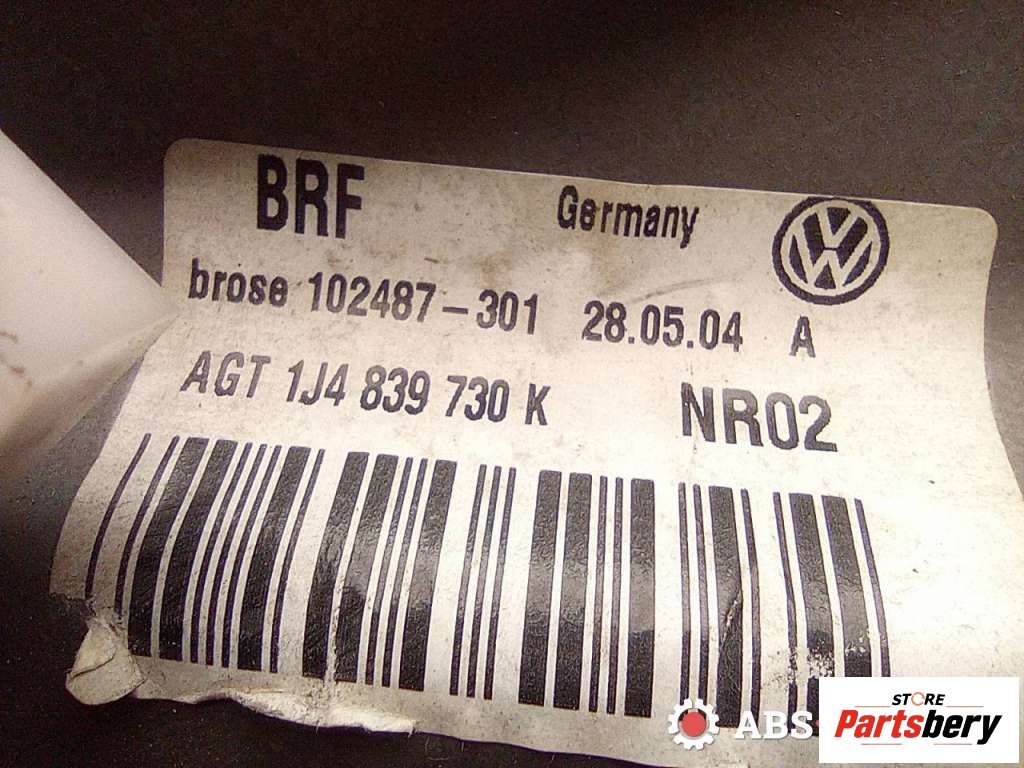 BRF Germany
brose 102487-301 28.05.04 A
AGT 1J4 839 730 K NR02
ABS
STORE
Partsbery